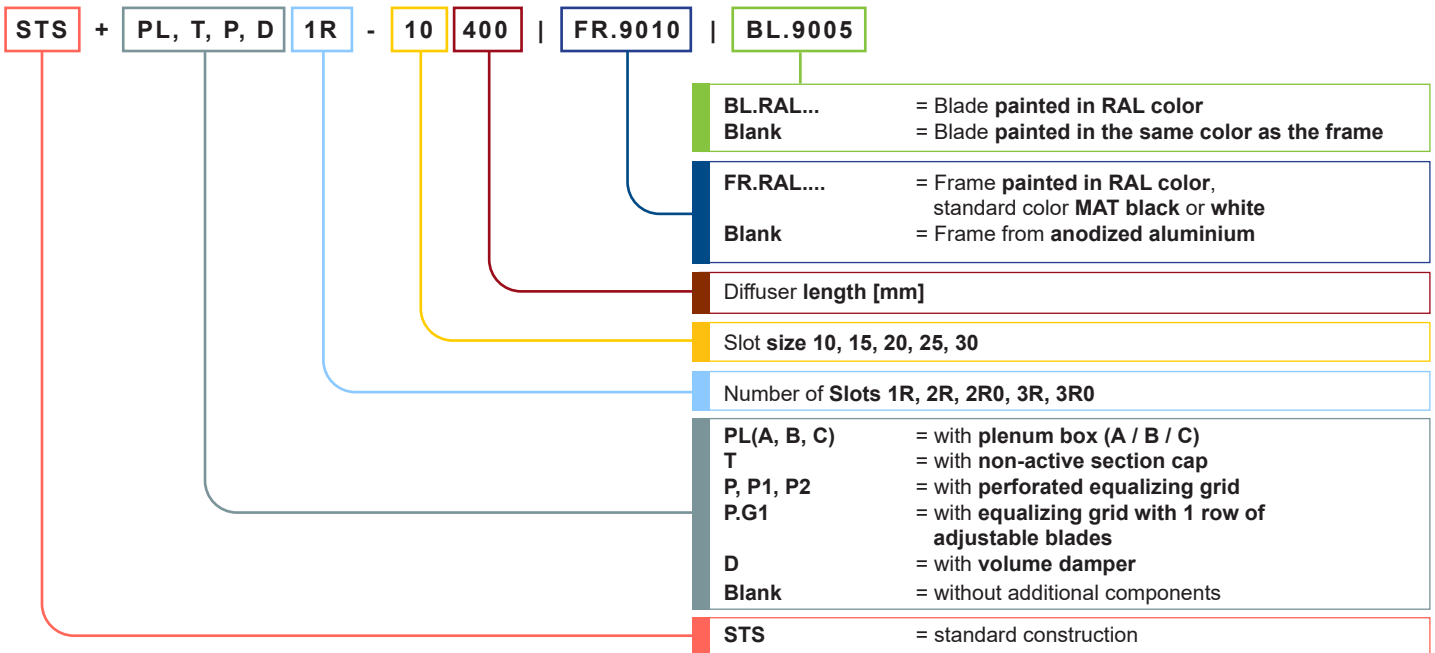 STS + PL, T, P, D 1R - 10 400 | FR.9010 | BL.9005
BL.RAL... = Blade painted in RAL color
Blank = Blade painted in the same color as the frame
FR.RAL.... = Frame painted in RAL color,
standard color MAT black or white
Blank = Frame from anodized aluminium
Diffuser length [mm]
Slot size 10, 15, 20, 25, 30
Number of Slots 1R, 2R, 2R0, 3R, 3R0
PL(A, B, C) = with plenum box (A / B / C)
T = with non-active section cap
P, P1, P2 = with perforated equalizing grid
P.G1 = with equalizing grid with 1 row of
adjustable blades
D = with volume damper
Blank = without additional components
STS = standard construction